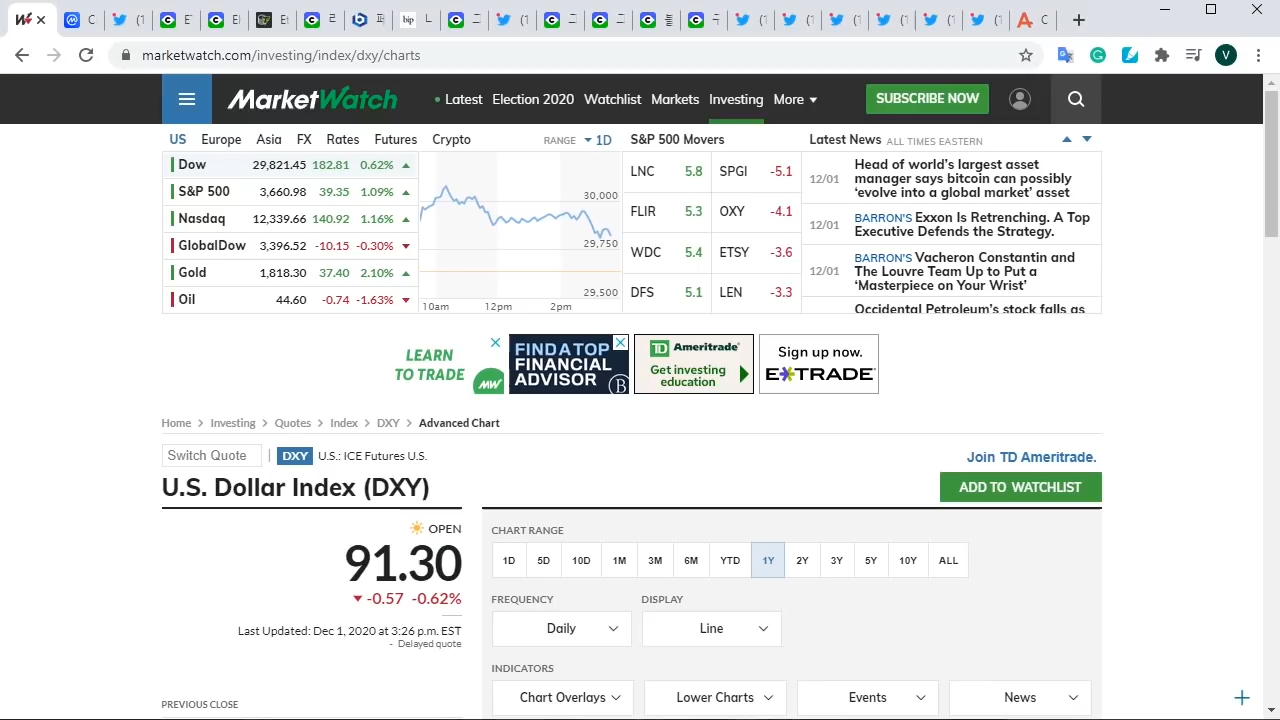 marketwatch.com/investing/index/dxy/charts
V
MarketWatch
Latest Election 2020 Watchlist Markets Investing More
SUBSCRIBE NOW
US Europe Asia FX Rates Futures Crypto
RANGE 1D
Dow 29,821.45 182.81 0.62%
S&P 500 3,660.98 39.35 1.09%
Nasdaq 12,339.66 140.92 1.16%
GlobalDow 3,396.52 -10.15 -0.30%
Gold 1,818.30 37.40 2.10%
Oil 44.60 -0.74 -1.63%
30,000
29,750
29,500
10am 12pm 2pm
S&P 500 Movers
LNC 5.8 SPGI -5.1
FLIR 5.3 OXY -4.1
WDC 5.4 ETSY -3.6
DFS 5.1 LEN -3.3
Latest News ALL TIMES EASTERN
12/01 Head of world's largest asset
manager says bitcoin can possibly
'evolve into a global market' asset
12/01 BARRON'S Exxon Is Retrenching. A Top
Executive Defends the Strategy.
12/01 BARRON'S Vacheron Constantin and
The Louvre Team Up to Put a
'Masterpiece on Your Wrist'
Occidental Petroleum's stock falls as
LEARN
TO TRADE
MW
FIND A TOP
FINANCIAL
ADVISOR
B
TD Ameritrade
Get investing
education
Sign up now.
E*TRADE
Home > Investing > Quotes > Index > DXY > Advanced Chart
Switch Quote | DXY U.S.: ICE Futures U.S.
Join TD Ameritrade.
U.S. Dollar Index (DXY)
ADD TO WATCHLIST
OPEN
91.30
-0.57 -0.62%
Last Updated: Dec 1, 2020 at 3:26 p.m. EST
- Delayed quote
PREVIOUS CLOSE
CHART RANGE
1D 5D 10D 1M 3M 6M YTD 1Y 2Y 3Y 5Y 10Y ALL
FREQUENCY DISPLAY
Daily Line
INDICATORS
Chart Overlays Lower Charts Events News